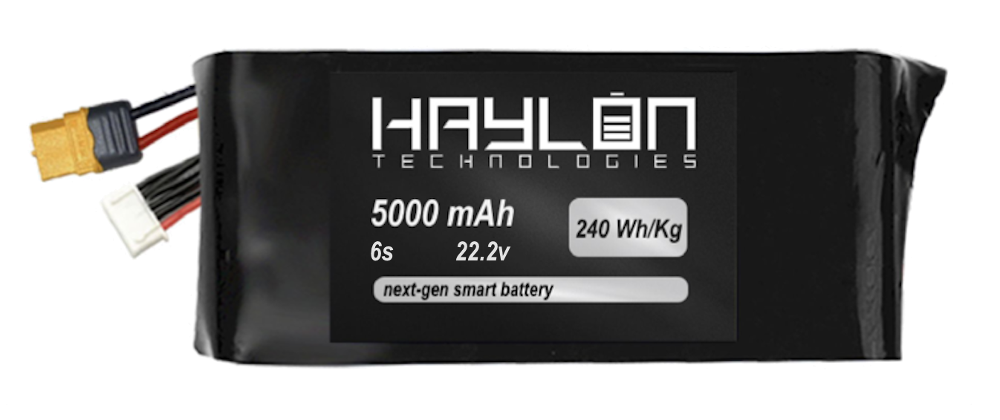 HAYLON
TECHNOLOGIES
5000 mAh
240 Wh/Kg
6s 22.2v
next-gen smart battery